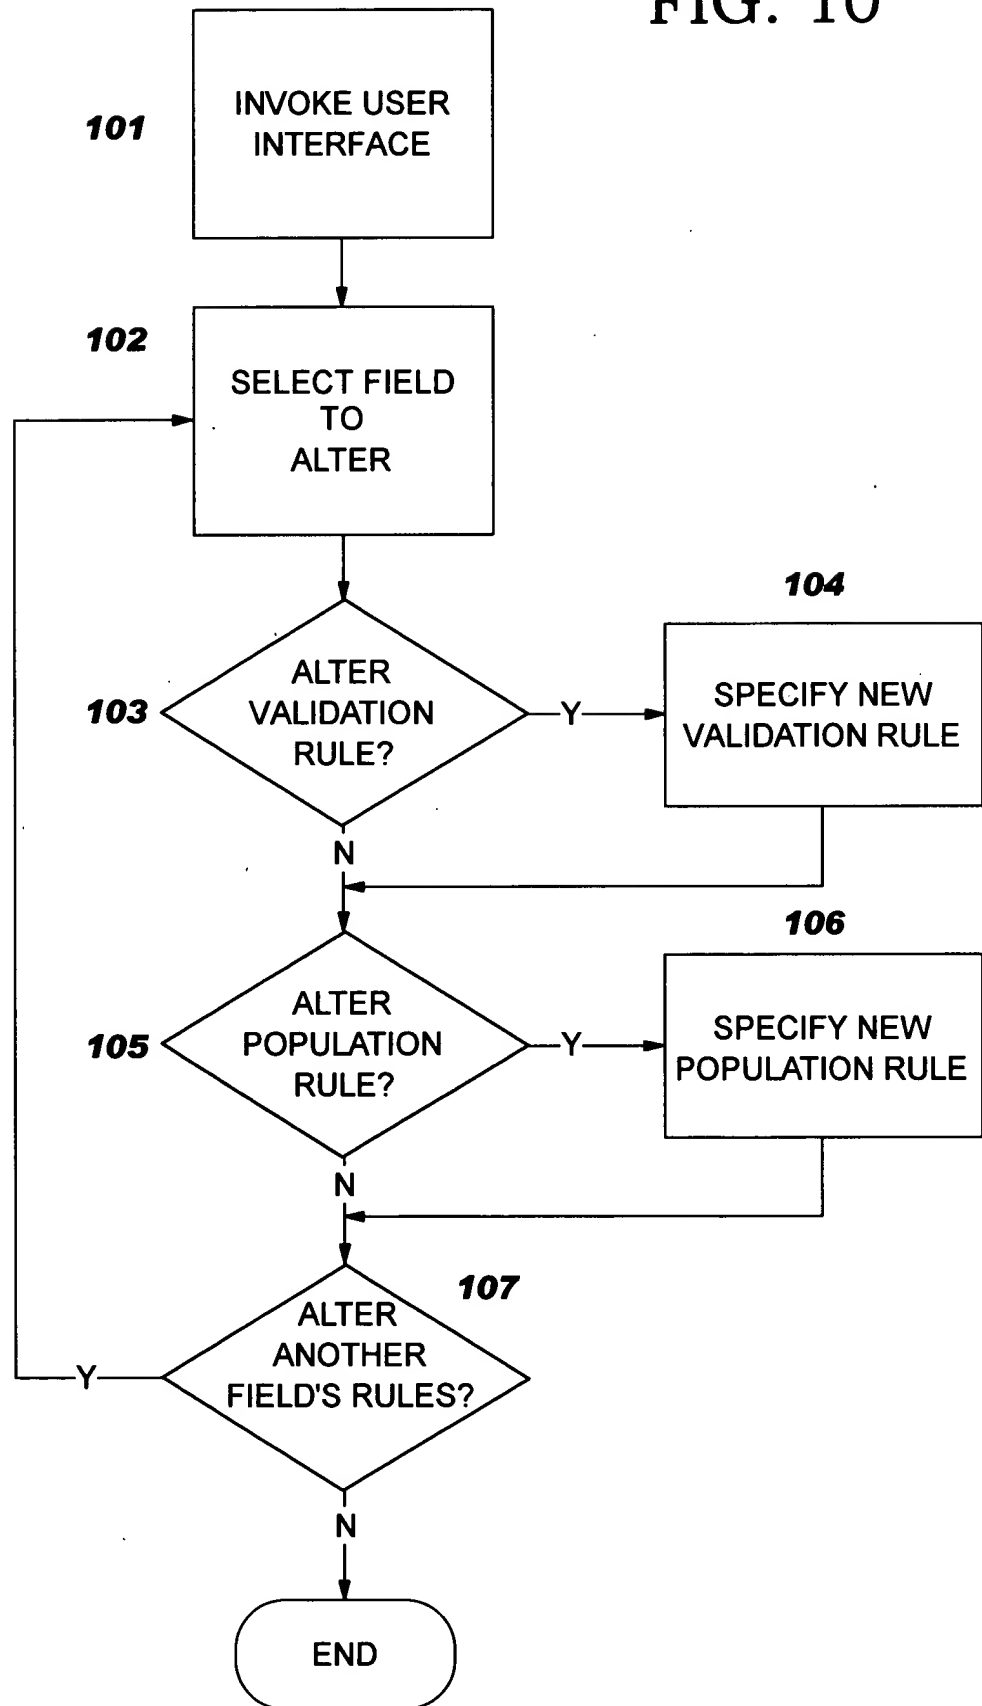 FIG. 10
101
INVOKE USER
INTERFACE
102
SELECT FIELD
TO
ALTER
103
ALTER
VALIDATION
RULE?
Y
104
SPECIFY NEW
VALIDATION RULE
N
105
ALTER
POPULATION
RULE?
Y
106
SPECIFY NEW
POPULATION RULE
N
107
ALTER
ANOTHER
FIELD'S RULES?
Y
N
END